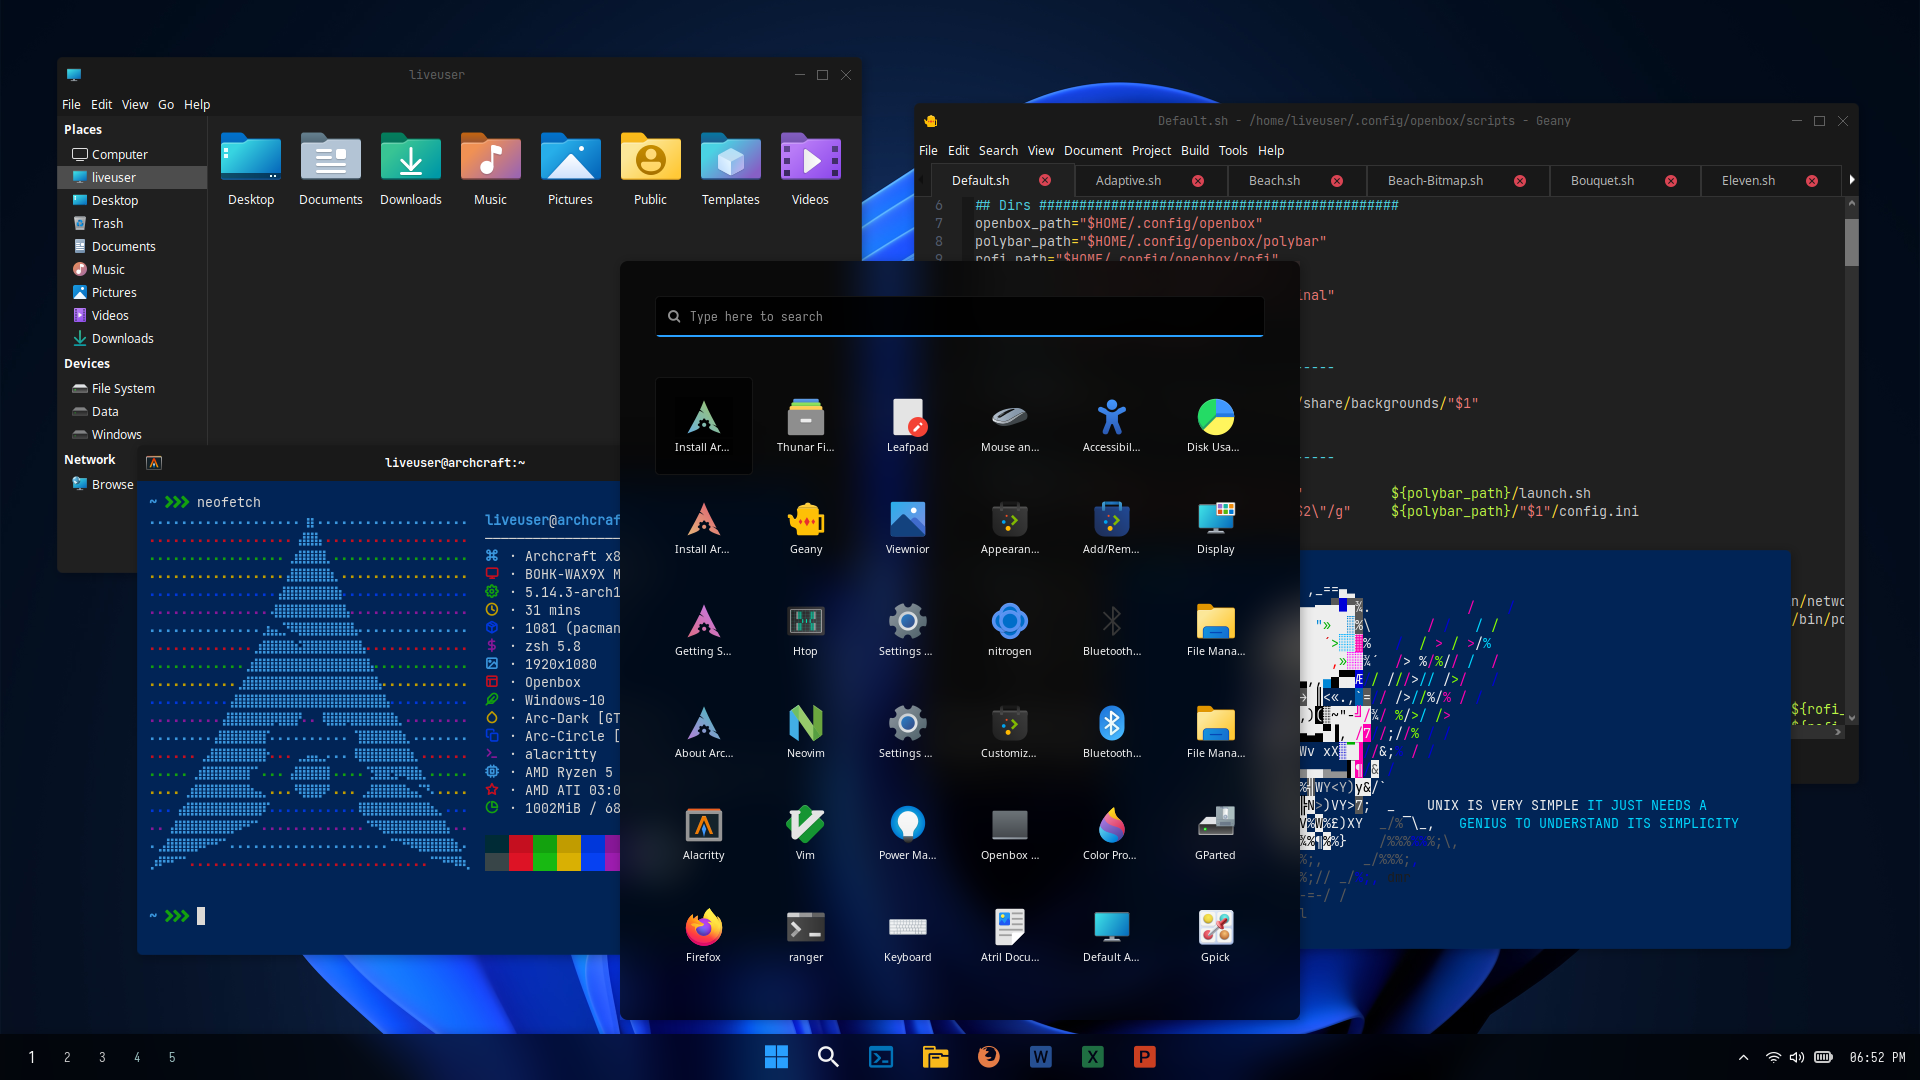 liveuser
File Edit View Go Help
Places
Computer
liveuser
Desktop
Trash
Documents
Music
Pictures
Videos
Downloads
Devices
File System
Data
Windows
Network
Browse
Desktop Documents Downloads Music Pictures Public Templates Videos
Default.sh - /home/liveuser/.config/openbox/scripts - Geany
File Edit Search View Document Project Build Tools Help
Default.sh Adaptive.sh Beach.sh Beach-Bitmap.sh Bouquet.sh Eleven.sh
6 ## Dirs #############################################
7 openbox_path="$HOME/.config/openbox"
8 polybar_path="$HOME/.config/openbox/polybar"
9 rofi_path="$HOME/.config/openbox/rofi"
inal"
-----
/share/backgrounds/"$1"
-----
${polybar_path}/launch.sh
$2\"/g" ${polybar_path}/"$1"/config.ini
n/netwo
/bin/po
${rofi_
liveuser@archcraft:~
~ neofetch
liveuser@archcraf
· Archcraft x8
· BOHK-WAX9X M
· 5.14.3-arch1
· 31 mins
· 1081 (pacman
· zsh 5.8
· 1920x1080
· Openbox
· Windows-10
· Arc-Dark [GT
· Arc-Circle [
· alacritty
· AMD Ryzen 5
· AMD ATI 03:0
· 1002MiB / 68
~
Type here to search
Install Ar... Thunar Fi... Leafpad Mouse an... Accessibil... Disk Usa...
Install Ar... Geany Viewnior Appearan... Add/Rem... Display
Getting S... Htop Settings ... nitrogen Bluetooth... File Mana...
About Arc... Neovim Settings ... Customiz... Bluetooth... File Mana...
Alacritty Vim Power Ma... Openbox ... Color Pro... GParted
Firefox ranger Keyboard Atril Docu... Default A... Gpick
UNIX IS VERY SIMPLE IT JUST NEEDS A
GENIUS TO UNDERSTAND ITS SIMPLICITY
1 2 3 4 5
W X P
06:52 PM